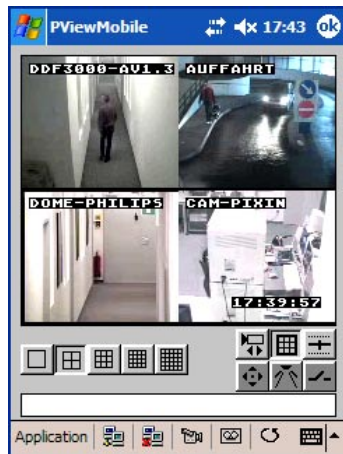 PViewMobile 17:43 ok
DDF3000-AV1.3 AUFFAHRT
DOME-PHILIPS CAM-PIXIN
17:39:57
Application